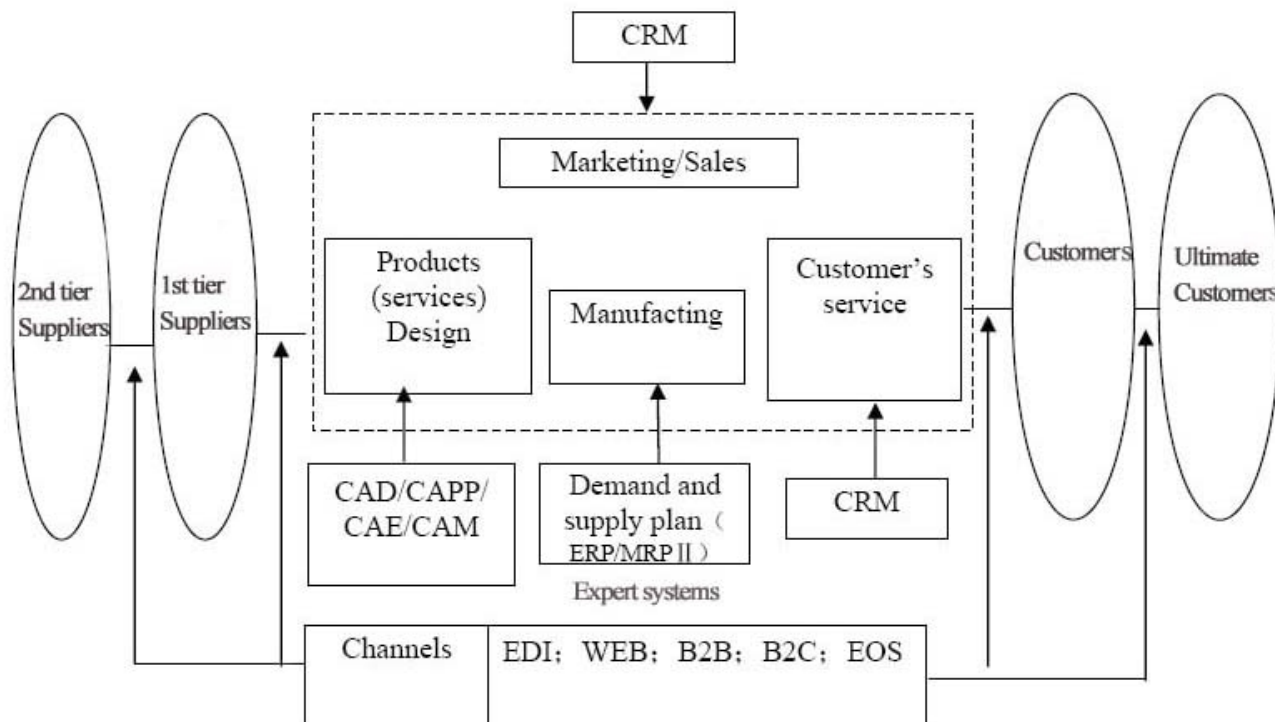 CRM
Marketing/Sales
2nd tier
Suppliers
1st tier
Suppliers
Products
(services)
Design
Manufacting
Customer’s
service
Customers
Ultimate
Customers
CAD/CAPP/
CAE/CAM
Demand and
supply plan（
ERP/MRPⅡ）
CRM
Expert systems
Channels
EDI；WEB；B2B；B2C；EOS